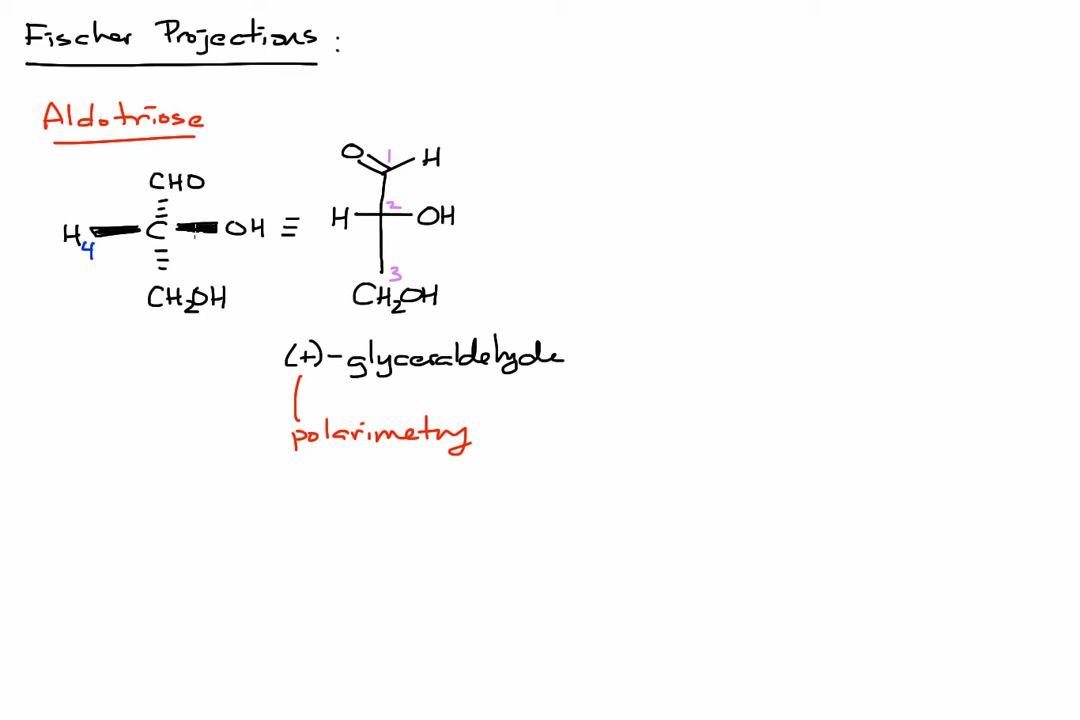 Fischer Projections :
Aldotriose
CHO
H C OH ≡
4
CH₂OH
O 1 H
2
H OH
3
CH₂OH
(+)-glyceraldehyde
polarimetry